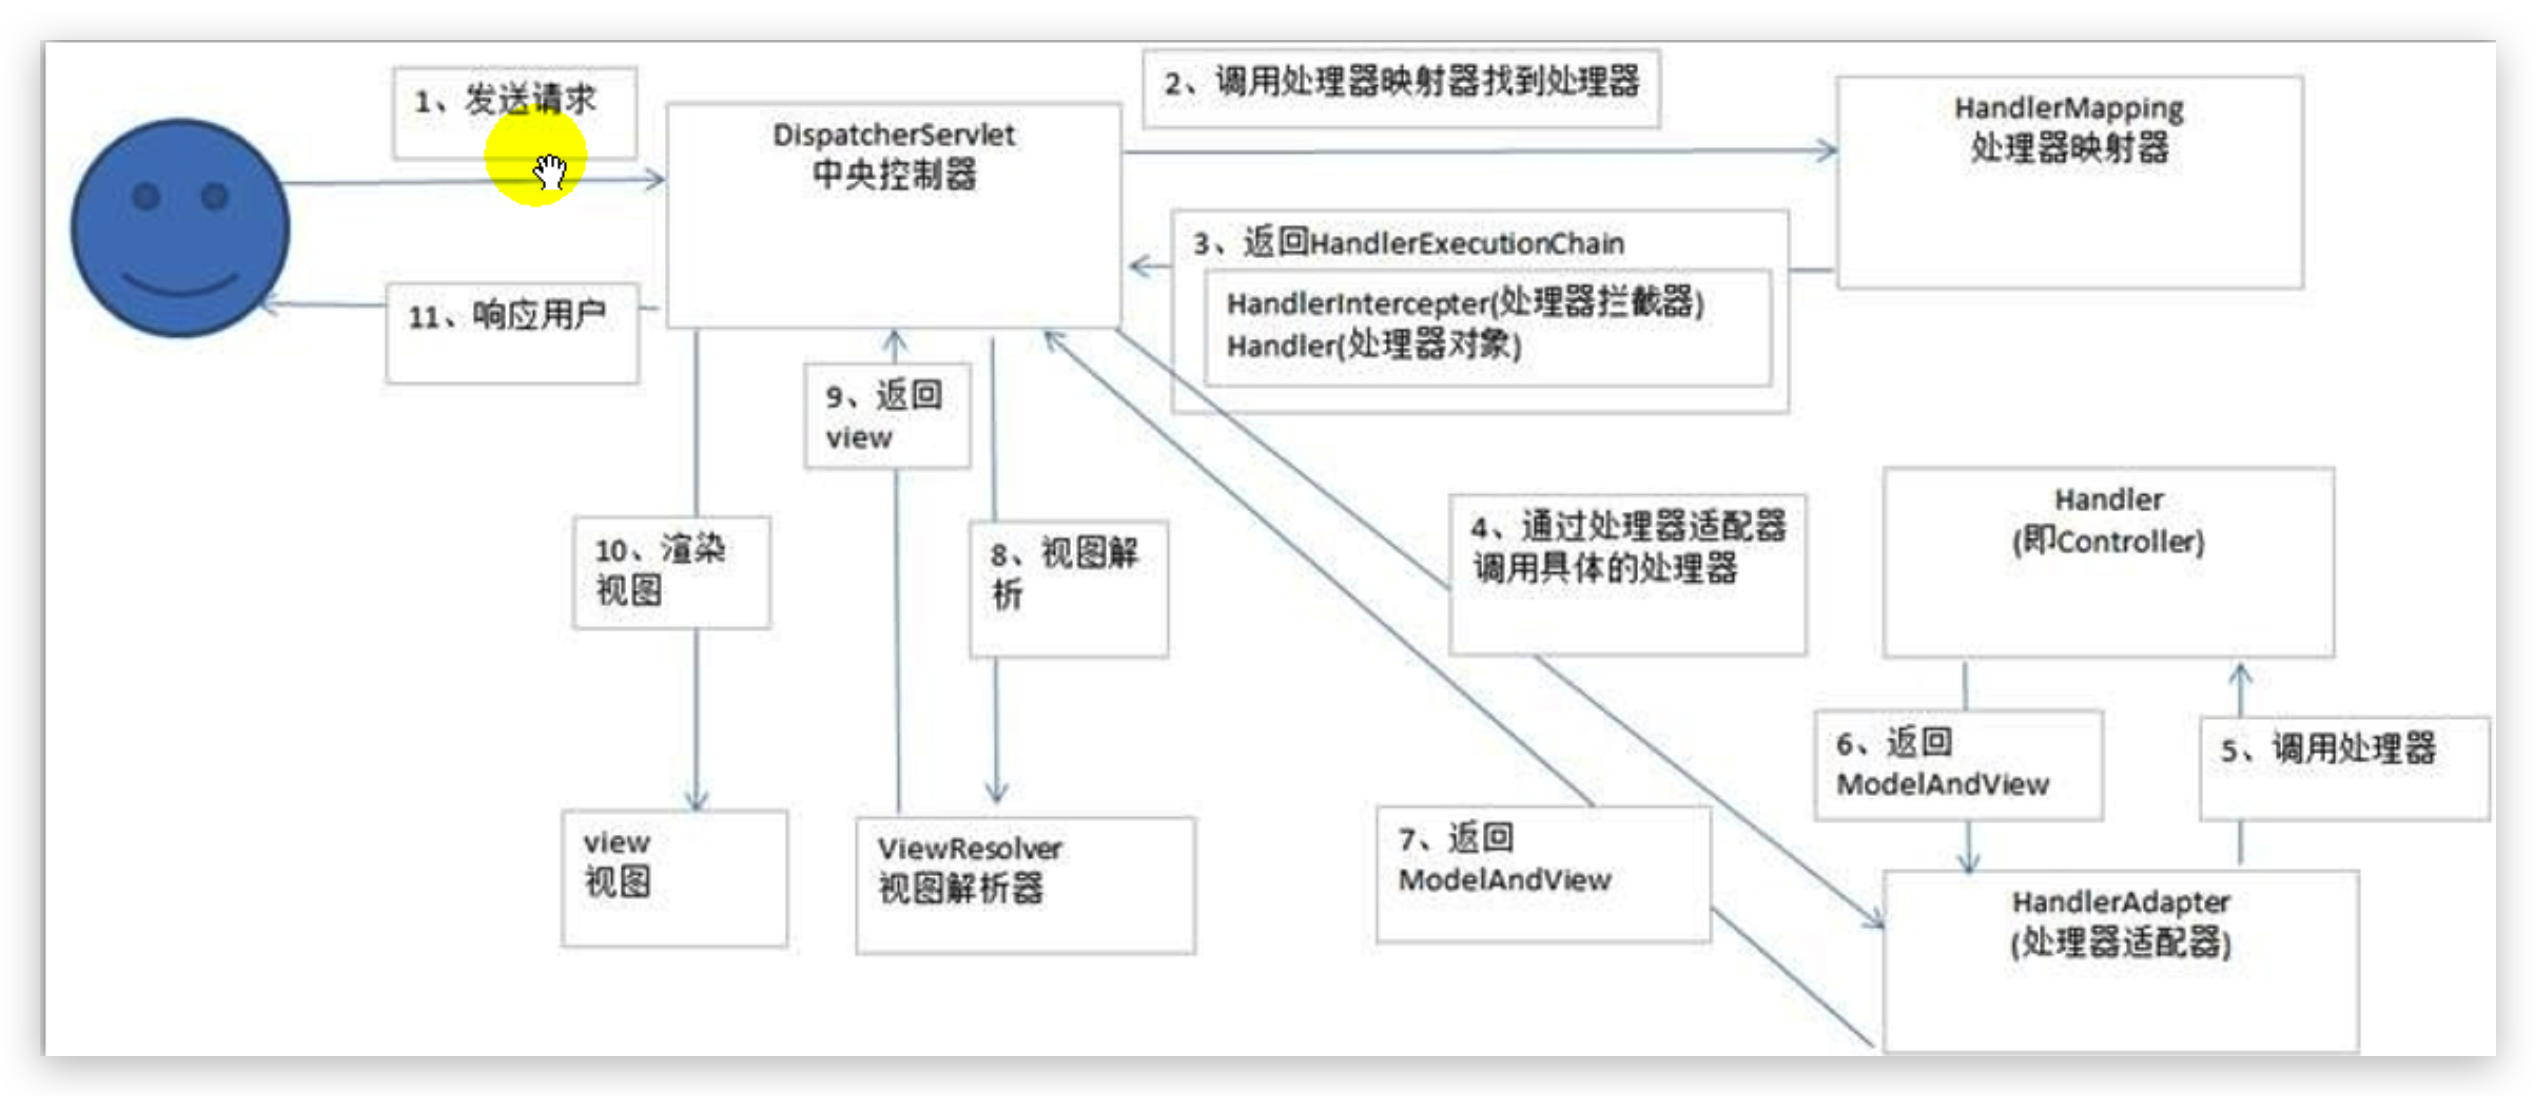 1、发送请求
DispatcherServlet
中央控制器
2、调用处理器映射器找到处理器
HandlerMapping
处理器映射器
3、返回HandlerExecutionChain
HandlerIntercepter(处理器拦截器)
Handler(处理器对象)
11、响应用户
9、返回
view
10、渲染
视图
8、视图解
析
4、通过处理器适配器
调用具体的处理器
Handler
(即Controller)
6、返回
ModelAndView
5、调用处理器
7、返回
ModelAndView
view
视图
ViewResolver
视图解析器
HandlerAdapter
(处理器适配器)